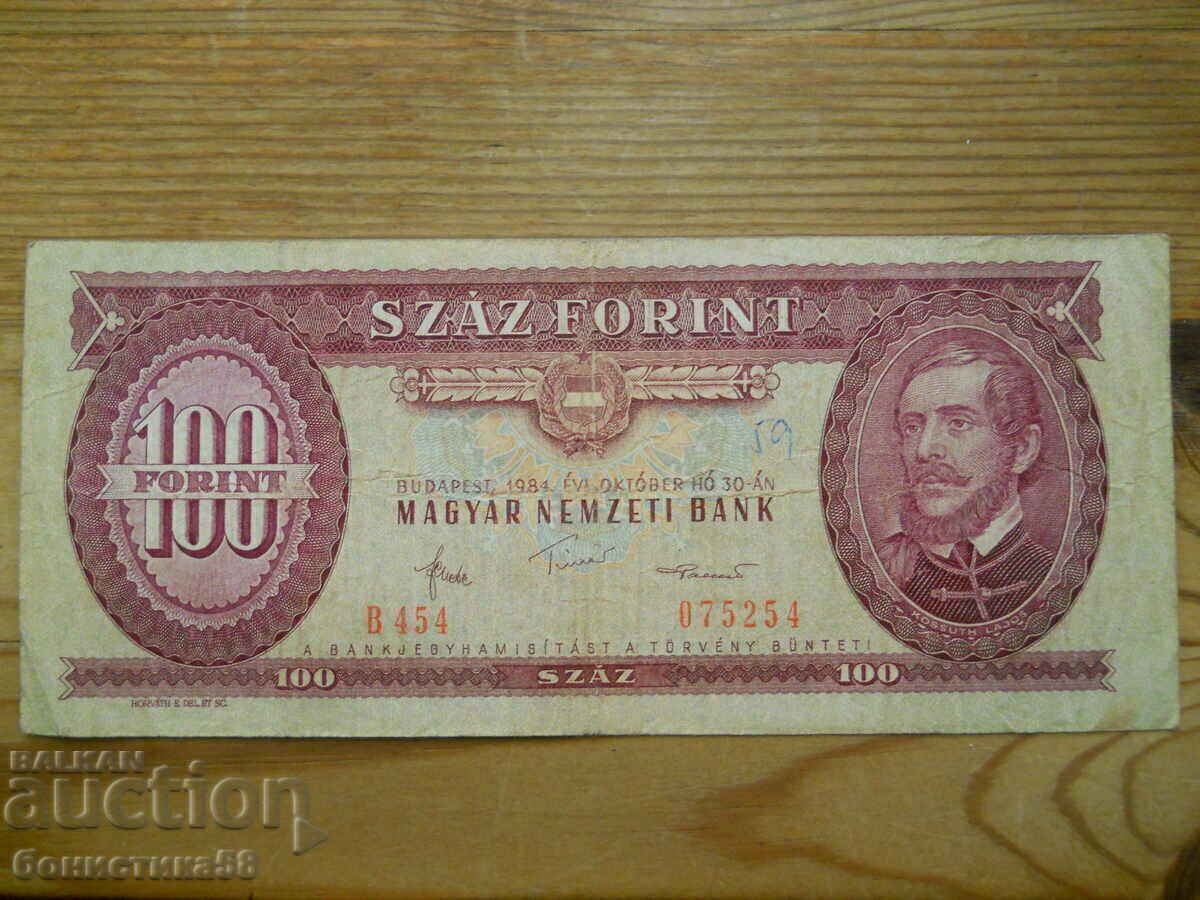 SZÁZ FORINT
100
FORINT
100
59
BUDAPEST, 1984. ÉVI OKTÓBER HÓ 30-ÁN
MAGYAR NEMZETI BANK
B 454
075254
KOSSUTH LAJOS
A BANKJEGYHAMISÍTÁST A TÖRVÉNY BÜNTETI
100 SZÁZ 100
HORVÁTH E. DEL. ET SC.
BALKAN
auction
бонистика58